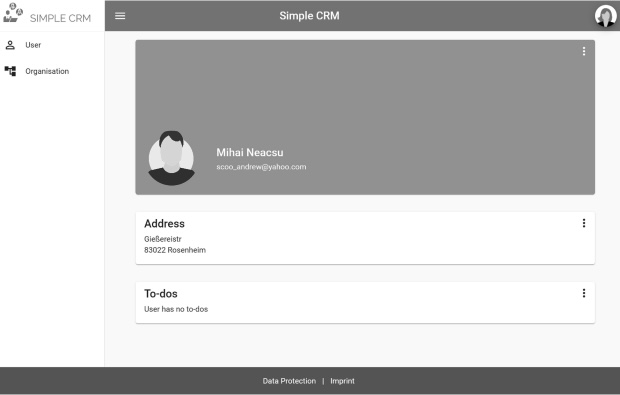 SIMPLE CRM
Simple CRM
User
Organisation
Mihai Neacsu
scoo_andrew@yahoo.com
Address
Gießereistr
83022 Rosenheim
To-dos
User has no to-dos
Data Protection | Imprint